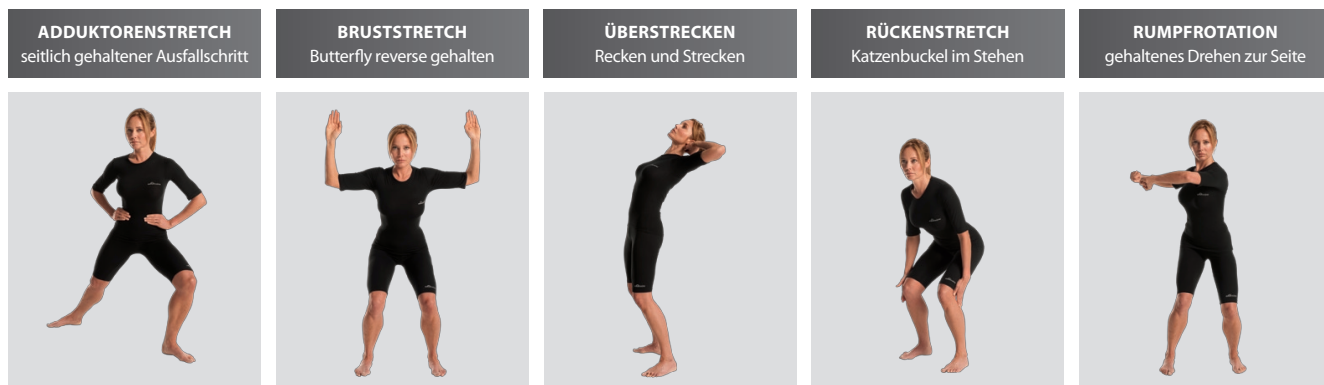 ADDUKTORENSTRETCH
seitlich gehaltener Ausfallschritt
BRUSTSTRETCH
Butterfly reverse gehalten
ÜBERSTRECKEN
Recken und Strecken
RÜCKENSTRETCH
Katzenbuckel im Stehen
RUMPFROTATION
gehaltenes Drehen zur Seite